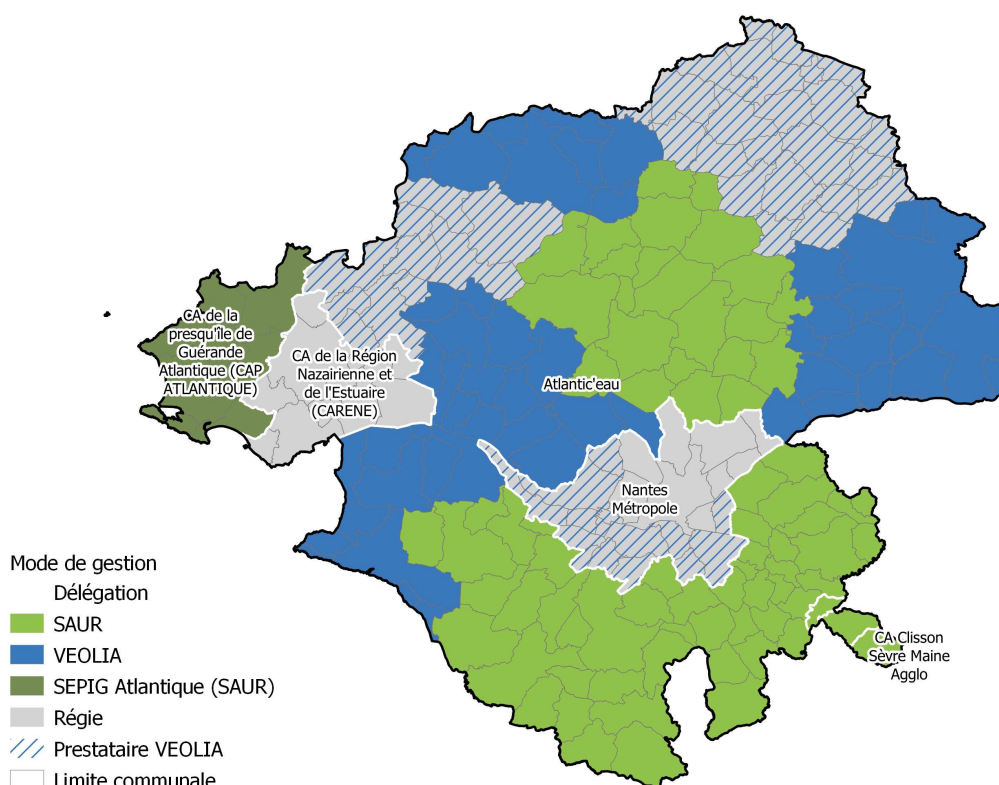 CA de la
presqu'île de
Guérande
Atlantique (CAP
ATLANTIQUE)
CA de la Région
Nazairienne et
de l'Estuaire
(CARENE)
Atlantic'eau
Nantes
Métropole
CA Clisson
Sèvre Maine
Agglo
Mode de gestion
Délégation
SAUR
VEOLIA
SEPIG Atlantique (SAUR)
Régie
Prestataire VEOLIA
Limite communale